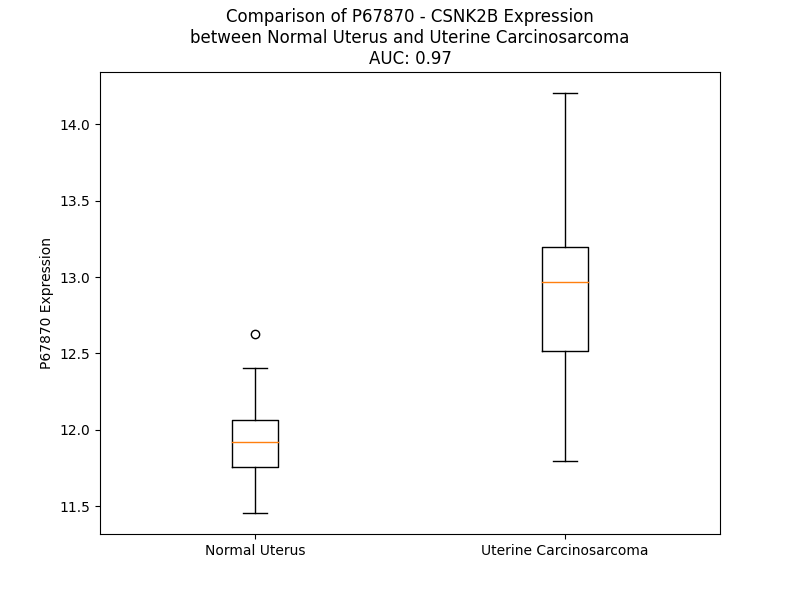 Comparison of P67870 - CSNK2B Expression
between Normal Uterus and Uterine Carcinosarcoma
AUC: 0.97
14.0
13.5
13.0
12.5
12.0
11.5
P67870 Expression
Normal Uterus
Uterine Carcinosarcoma